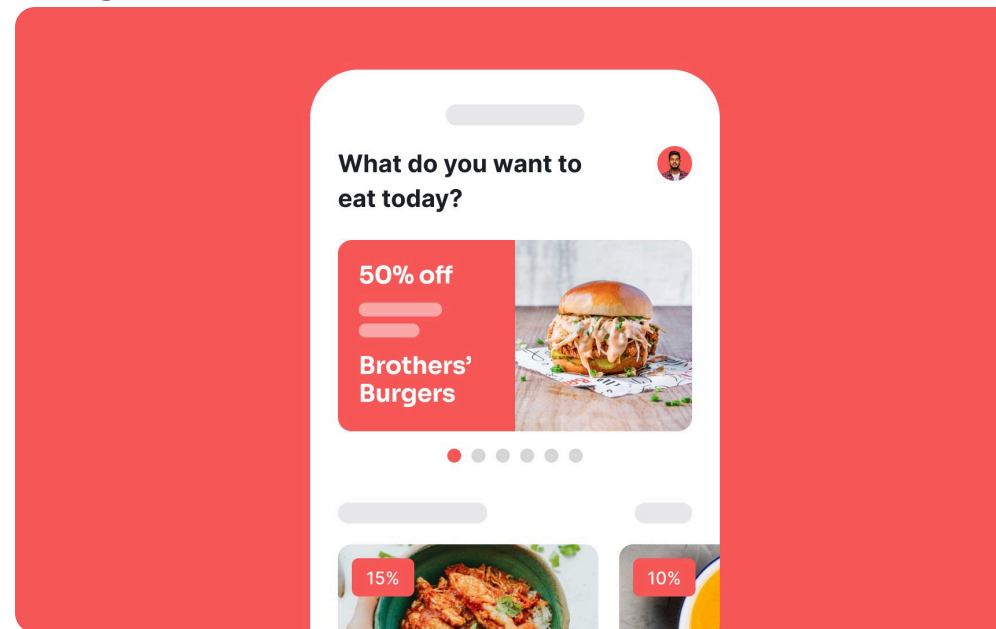 What do you want to
eat today?
50% off
Brothers’
Burgers
15%
10%